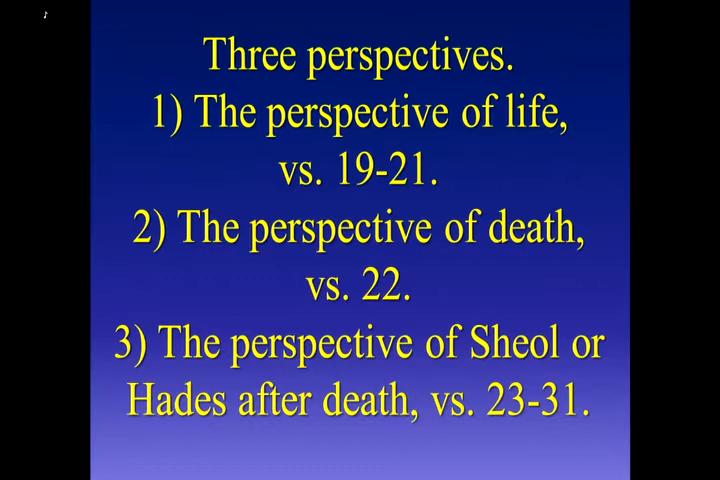 Three perspectives.
1) The perspective of life,
vs. 19-21.
2) The perspective of death,
vs. 22.
3) The perspective of Sheol or
Hades after death, vs. 23-31.